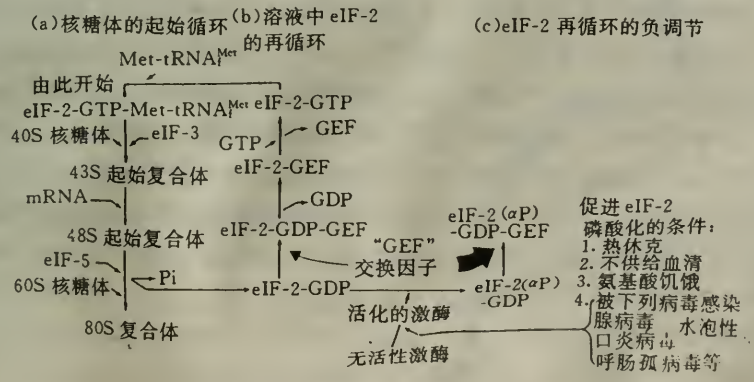 (a)核糖体的起始循环
(b)溶液中eIF-2
的再循环
(c)eIF-2再循环的负调节
Met-tRNAᶠMet
由此开始
eIF-2-GTP-Met-tRNAᶠMet
eIF-2-GTP
40S 核糖体
eIF-3
GTP
GEF
43S 起始复合体
eIF-2-GEF
mRNA
GDP
48S 起始复合体
eIF-2-GDP-GEF
eIF-5
60S 核糖体
Pi
80S 复合体
eIF-2-GDP
“GEF”
交换因子
eIF-2(αP)
-GDP-GEF
eIF-2(αP)
-GDP
活化的激酶
无活性激酶
促进 eIF-2
磷酸化的条件:
1. 热休克
2. 不供给血清
3. 氨基酸饥饿
4. 被下列病毒感染
腺病毒 水泡性
口炎病毒
呼肠孤病毒等